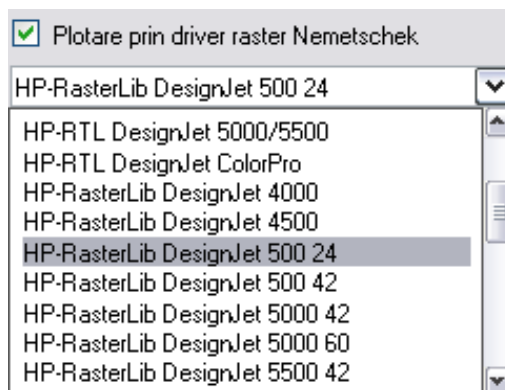 Plotare prin driver raster Nemetschek
HP-RasterLib DesignJet 500 24
HP-RTL DesignJet 5000/5500
HP-RTL DesignJet ColorPro
HP-RasterLib DesignJet 4000
HP-RasterLib DesignJet 4500
HP-RasterLib DesignJet 500 24
HP-RasterLib DesignJet 500 42
HP-RasterLib DesignJet 5000 42
HP-RasterLib DesignJet 5000 60
HP-RasterLib DesignJet 5500 42